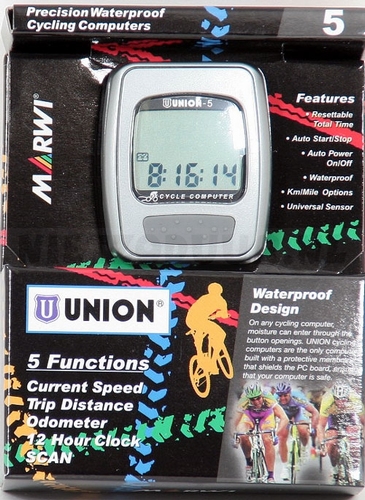 Precision Waterproof
Cycling Computers
5
MARWI®
UNION-5
8:16:14
CYCLE COMPUTER
Features
• Resettable
Total Time
• Auto Start/Stop
• Auto Power
On/Off
• Waterproof
• Km/Mile Options
• Universal Sensor
U UNION®
5 Functions
Current Speed
Trip Distance
Odometer
12 Hour Clock
SCAN
Waterproof
Design
On any cycling computer,
moisture can enter through the
button openings. UNION cycling
computers are the only
built with a protective
that shields the PC board,
that your computer is safe.